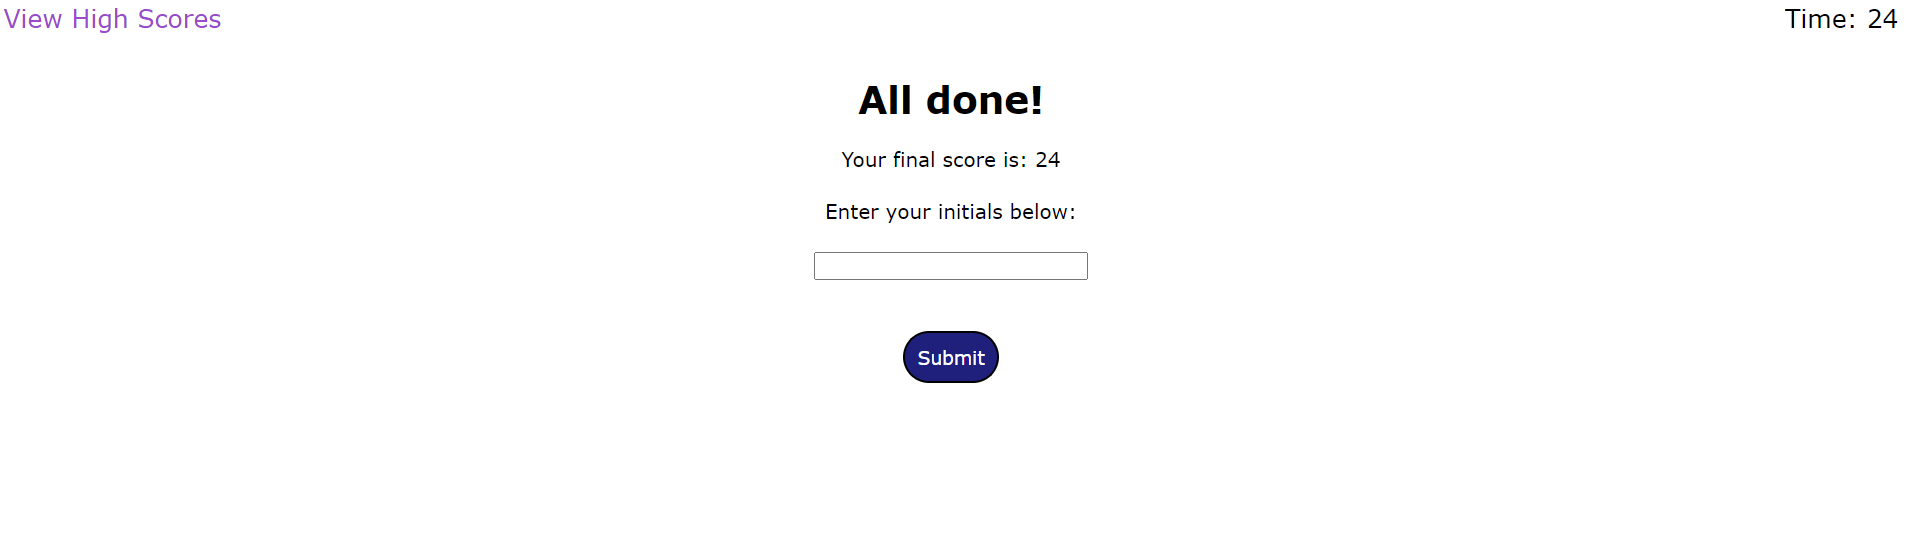 View High Scores
Time: 24
All done!
Your final score is: 24
Enter your initials below:
Submit